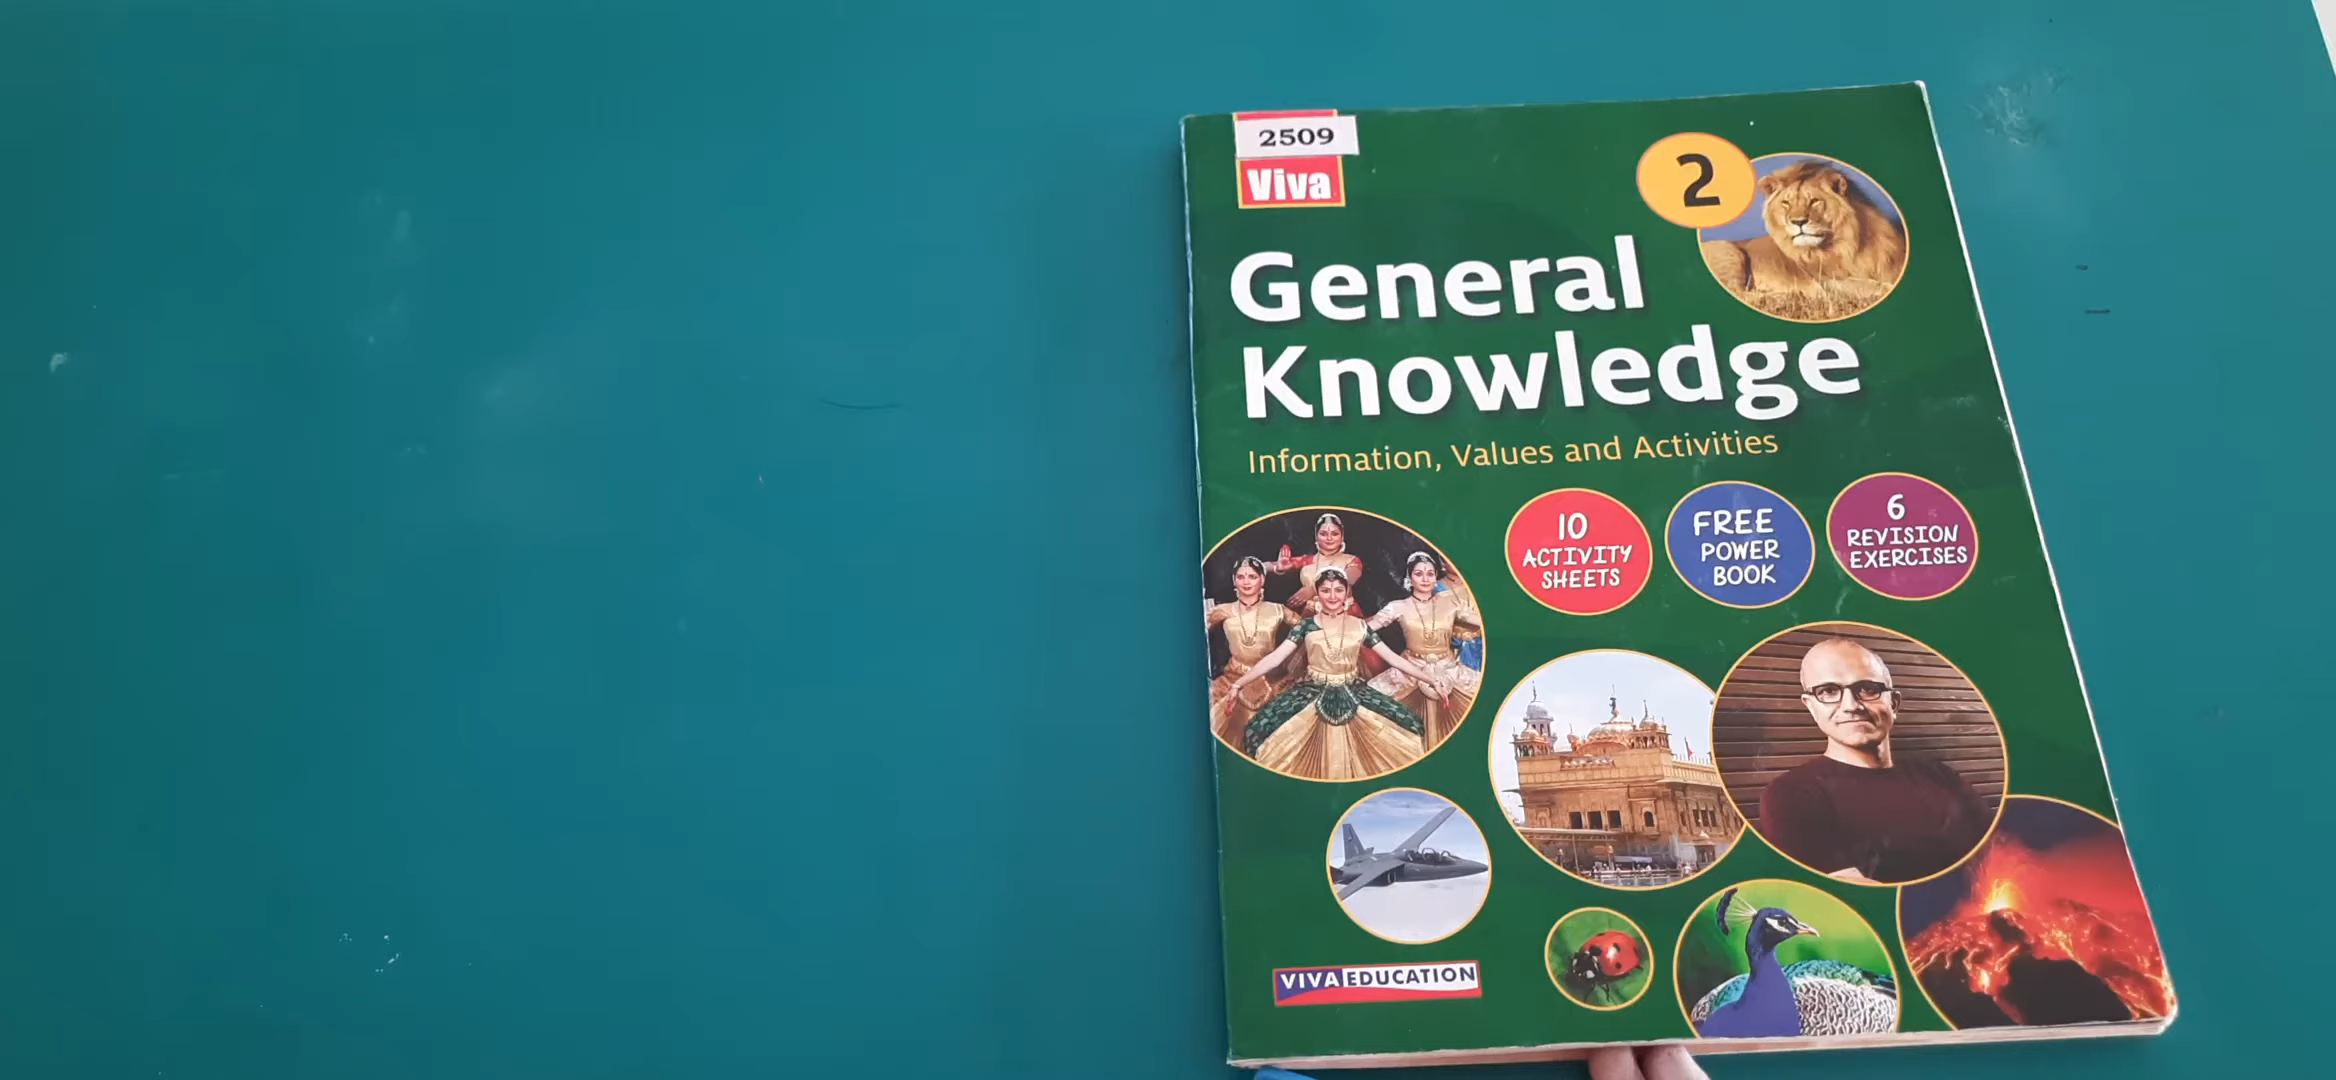 2509
Viva
2
General
Knowledge
Information, Values and Activities
10
ACTIVITY
SHEETS
FREE
POWER
BOOK
6
REVISION
EXERCISES
VIVA EDUCATION